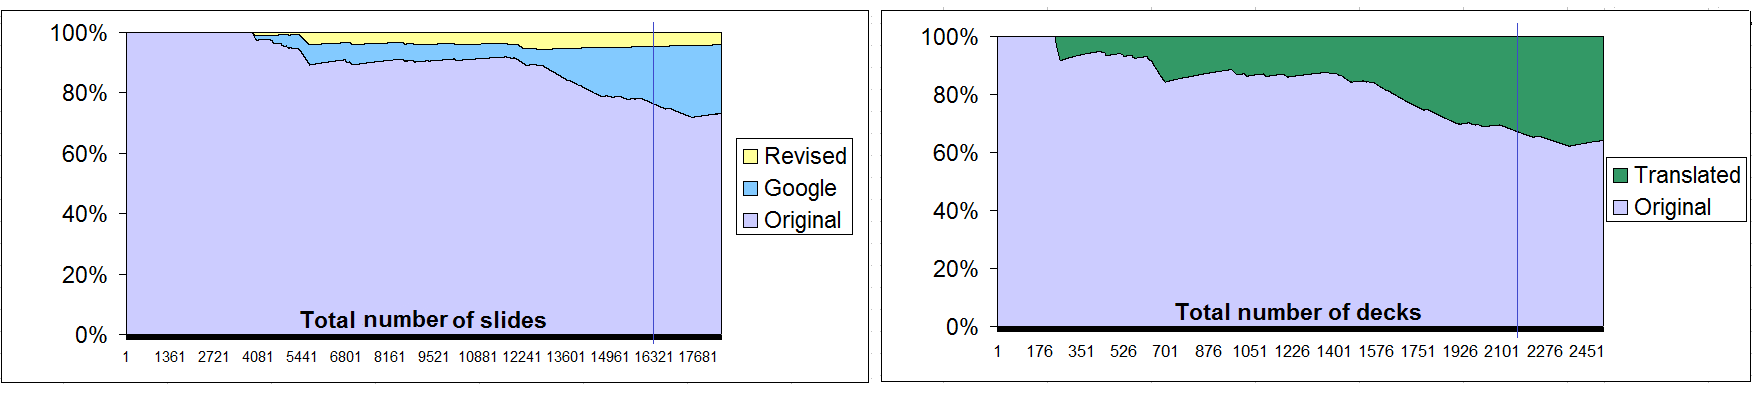 100%
80%
60%
40%
20%
0%
Total number of slides
1 1361 2721 4081 5441 6801 8161 9521 10881 12241 13601 14961 16321 17681
Revised
Google
Original
100%
80%
60%
40%
20%
0%
Total number of decks
1 176 351 526 701 876 1051 1226 1401 1576 1751 1926 2101 2276 2451
Translated
Original